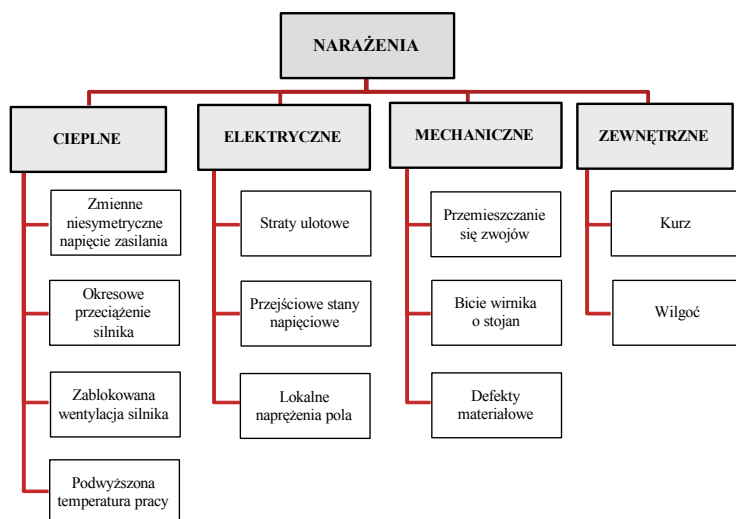 NARAŻENIA
CIEPLNE
ELEKTRYCZNE
MECHANICZNE
ZEWNĘTRZNE
Zmienne
niesymetryczne
napięcie zasilania
Okresowe
przeciążenie
silnika
Zablokowana
wentylacja silnika
Podwyższona
temperatura pracy
Straty ulotowe
Przejściowe stany
napięciowe
Lokalne
naprężenia pola
Przemieszczanie
się zwojów
Bicie wirnika
o stojan
Defekty
materiałowe
Kurz
Wilgoć